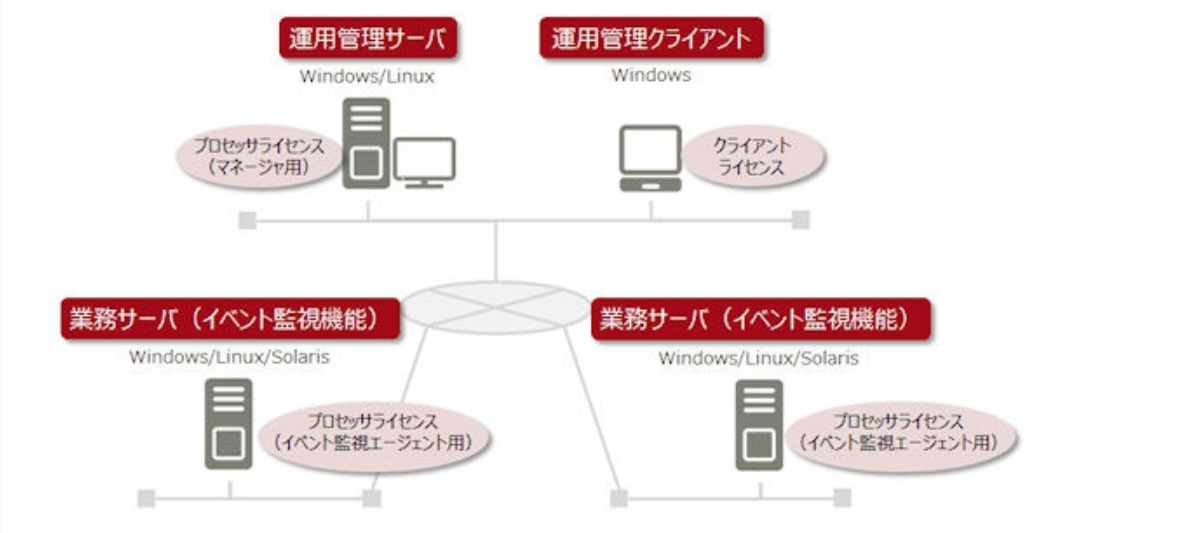 運用管理サーバ
運用管理クライアント
Windows/Linux
Windows
プロセッサライセンス
(マネージャ用)
クライアント
ライセンス
業務サーバ(イベント監視機能)
業務サーバ(イベント監視機能)
Windows/Linux/Solaris
Windows/Linux/Solaris
プロセッサライセンス
(イベント監視エージェント用)
プロセッサライセンス
(イベント監視エージェント用)